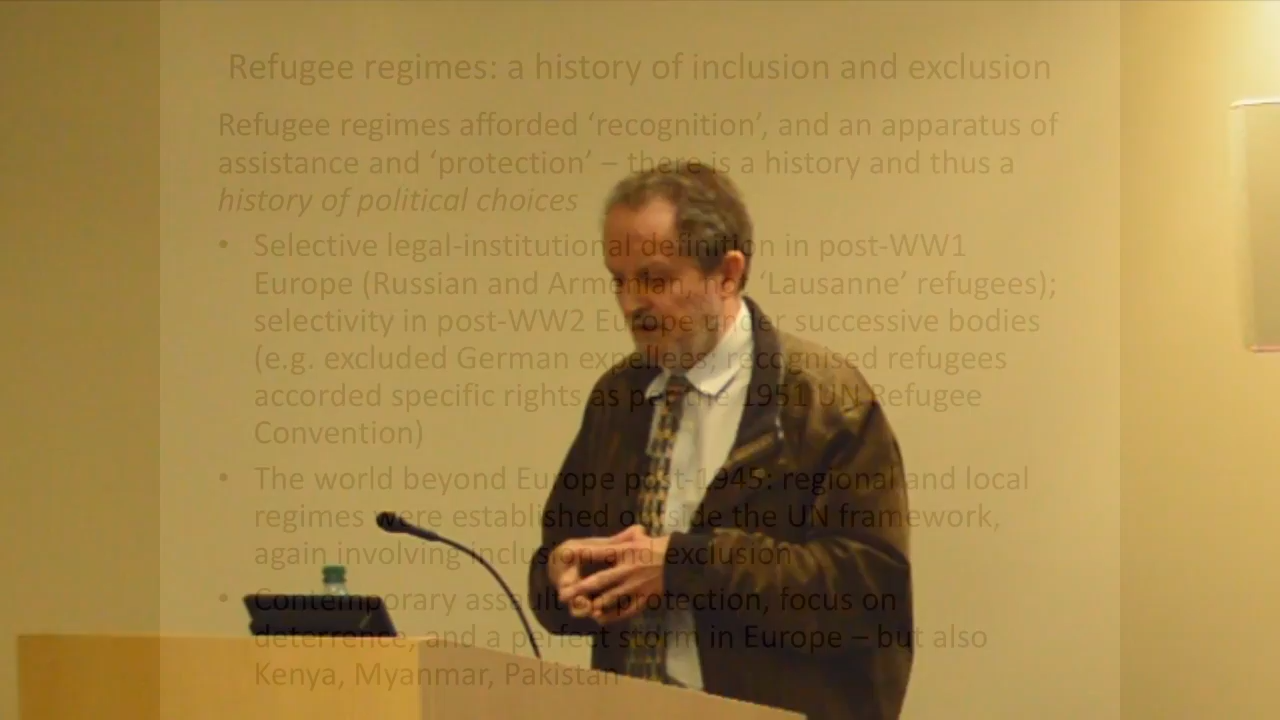 Refugee regimes: a history of inclusion and exclusion
Refugee regimes afforded ‘recognition’, and an apparatus of
assistance and ‘protection’ – there is a history and thus a
history of political choices
• Selective legal-institutional definition in post-WW1
Europe (Russian and Armenian, ‘Lausanne’ refugees);
selectivity in post-WW2 Europe under successive bodies
(e.g. excluded German expellees; recognised refugees
accorded specific rights as per the 1951 UN Refugee
Convention)
• The world beyond Europe post-1945: regional and local
regimes were established outside the UN framework,
again involving inclusion and exclusion
• Contemporary assault on protection, focus on
deterrence, and a perfect storm in Europe – but also
Kenya, Myanmar, Pakistan